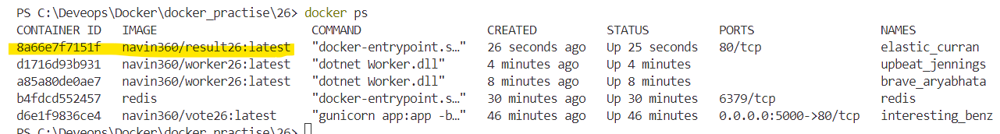 PS C:\Deveops\Docker\docker_practise\26> docker ps
CONTAINER ID   IMAGE                      COMMAND                  CREATED          STATUS          PORTS                  NAMES
8a66e7f7151f   navin360/result26:latest   "docker-entrypoint.s…"   26 seconds ago   Up 25 seconds   80/tcp                 elastic_curran
d1716d93b931   navin360/worker26:latest   "dotnet Worker.dll"      4 minutes ago    Up 4 minutes                           upbeat_jennings
a85a80de0ae7   navin360/worker26:latest   "dotnet Worker.dll"      8 minutes ago    Up 8 minutes                           brave_aryabhata
b4fdcd552457   redis                      "docker-entrypoint.s…"   30 minutes ago   Up 30 minutes   6379/tcp               redis
d6e1f9836ce4   navin360/vote26:latest     "gunicorn app:app -b…"   46 minutes ago   Up 46 minutes   0.0.0.0:5000->80/tcp   interesting_benz
PS C:\Deveops\Docker\docker_practise\26>